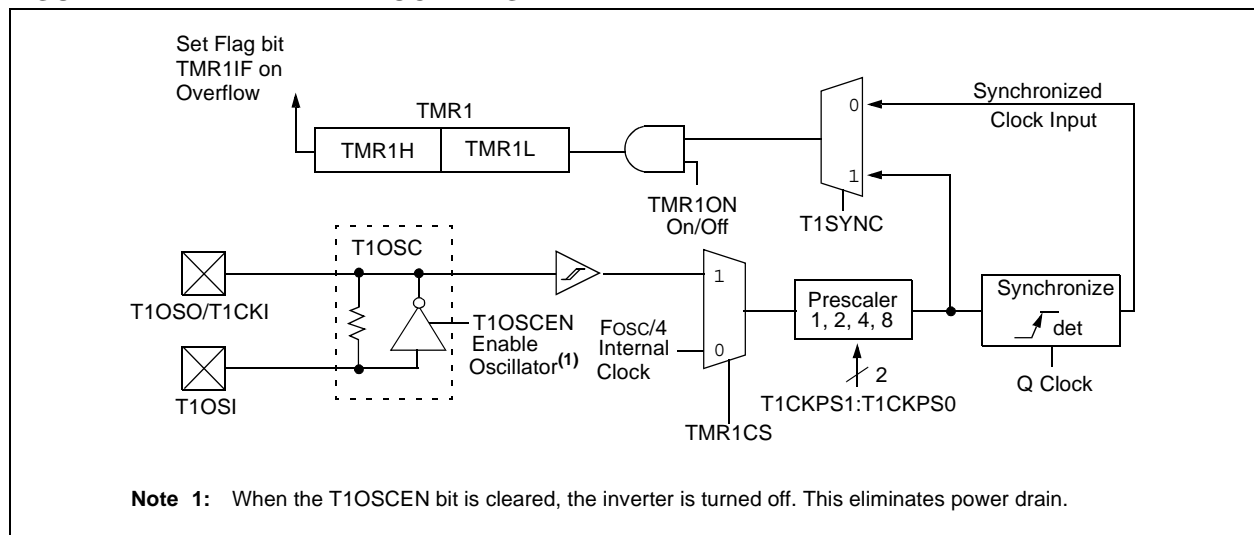 Set Flag bit
TMR1IF on
Overflow
TMR1
TMR1H
TMR1L
TMR1ON
On/Off
0
1
T1SYNC
Synchronized
Clock Input
T1OSC
T1OSO/T1CKI
T1OSI
T1OSCEN
Enable
Oscillator(1)
FOSC/4
Internal
Clock
1
0
TMR1CS
Prescaler
1, 2, 4, 8
2
T1CKPS1:T1CKPS0
Synchronize
det
Q Clock
Note 1: When the T1OSCEN bit is cleared, the inverter is turned off. This eliminates power drain.